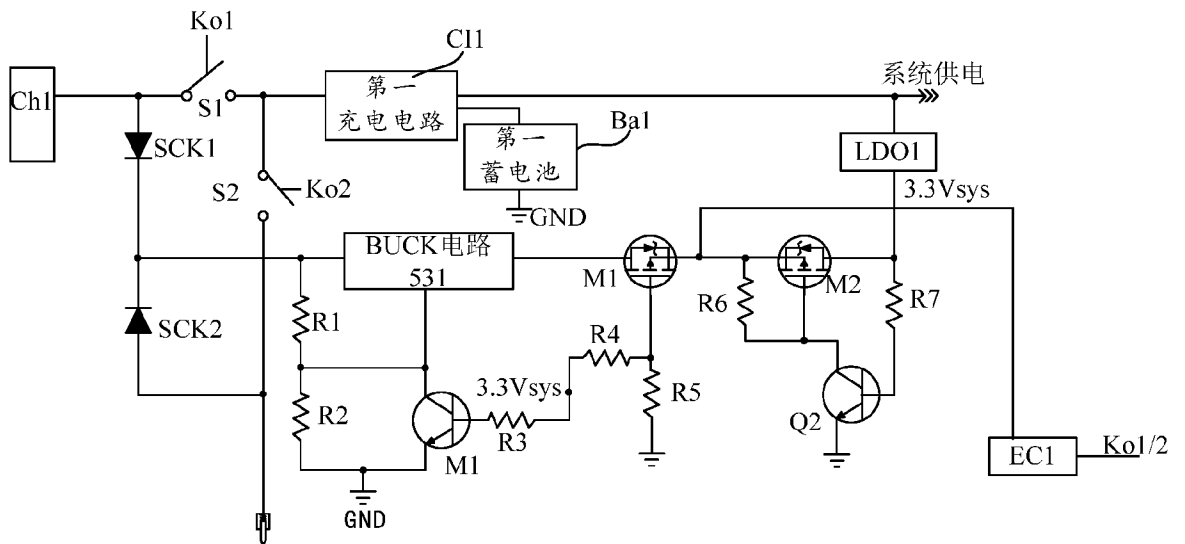 Ko1
CI1
系统供电
Ch1
S1
第一
充电电路
Ba1
第一
蓄电池
LDO1
SCK1
S2
Ko2
GND
3.3Vsys
BUCK电路
531
M1
M2
R6
R7
R1
SCK2
R4
3.3Vsys
R5
R2
R3
Q2
M1
Ko1/2
EC1
GND